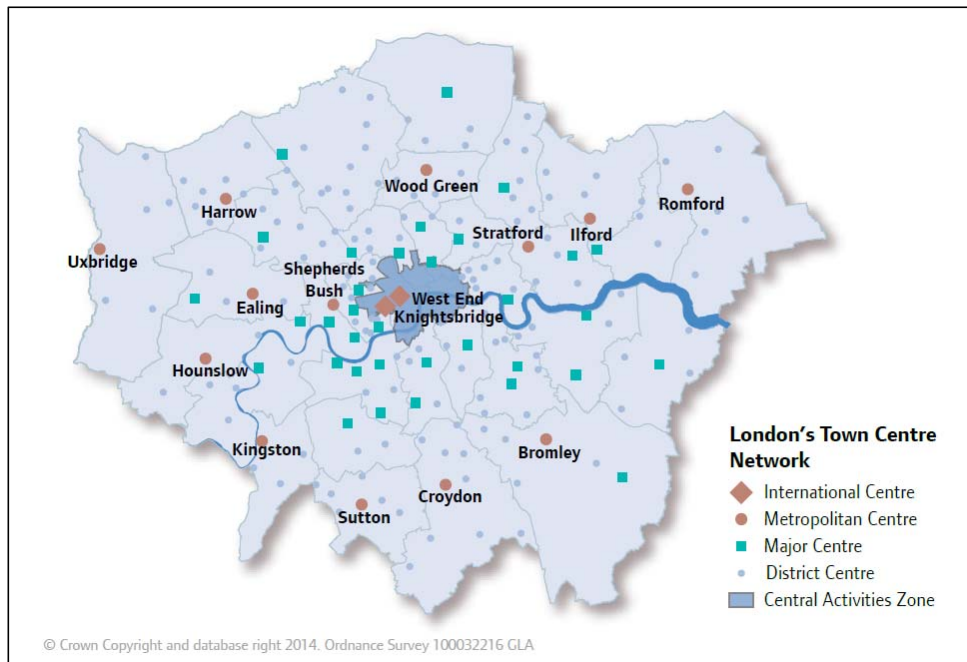 Wood Green
Harrow
Romford
Stratford
Ilford
Uxbridge
Shepherds
Bush
Ealing
West End
Knightsbridge
Hounslow
Kingston
Bromley
Croydon
Sutton
London's Town Centre
Network
International Centre
Metropolitan Centre
Major Centre
District Centre
Central Activities Zone
© Crown Copyright and database right 2014. Ordnance Survey 100032216 GLA